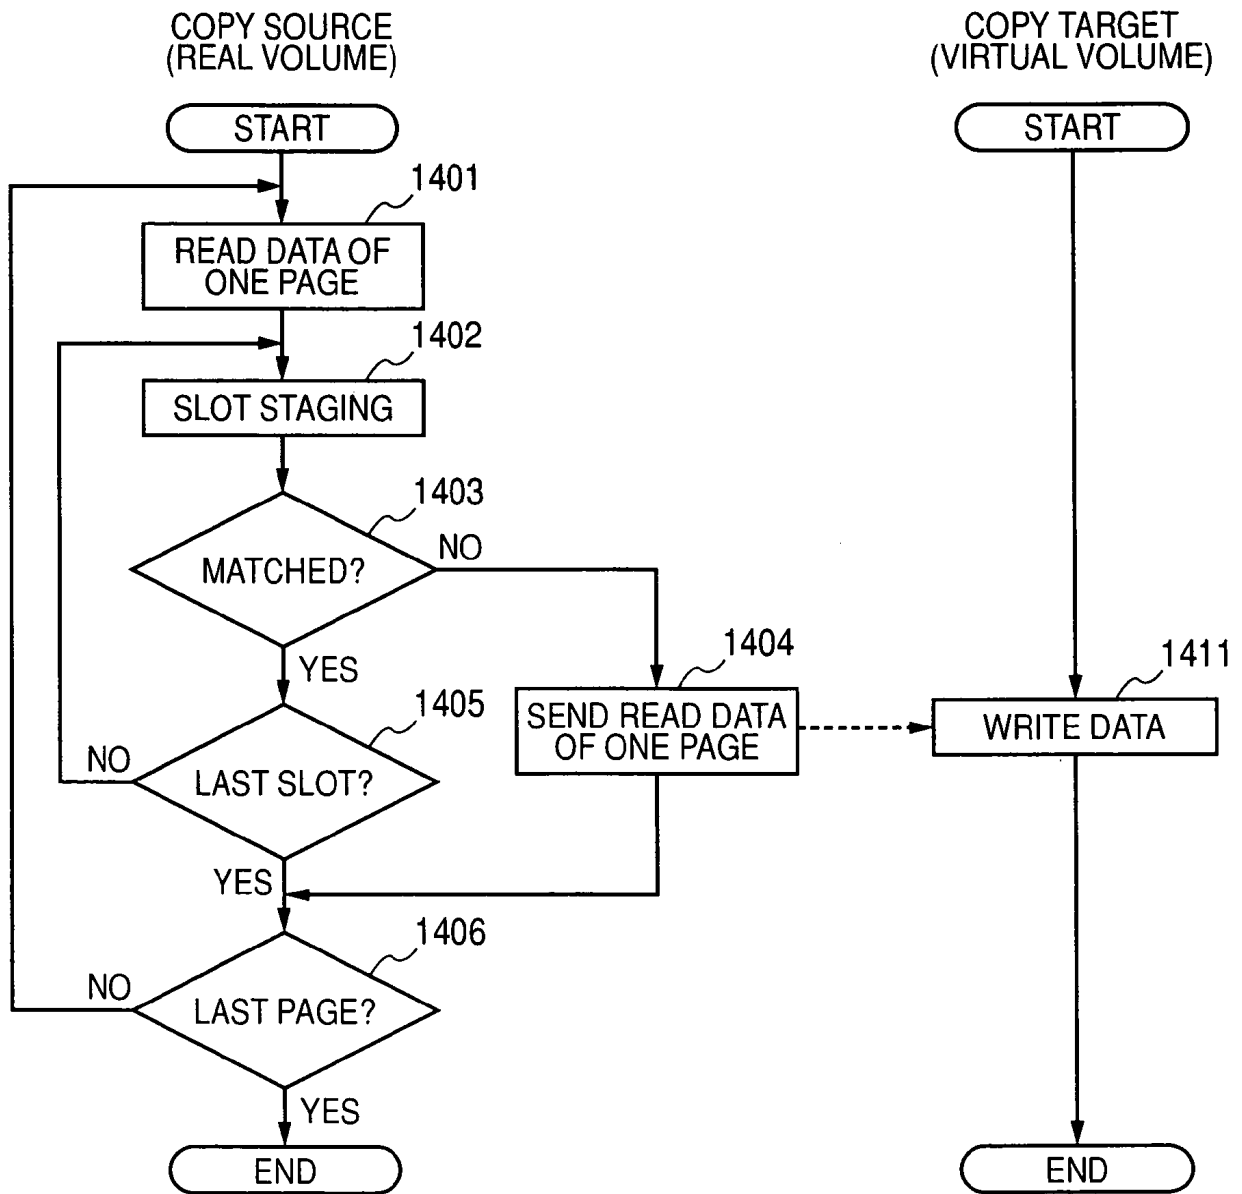 COPY SOURCE
(REAL VOLUME)
COPY TARGET
(VIRTUAL VOLUME)
START
START
1401
READ DATA OF
ONE PAGE
1402
SLOT STAGING
1403
MATCHED?
NO
YES
1404
SEND READ DATA
OF ONE PAGE
1411
WRITE DATA
1405
LAST SLOT?
NO
YES
1406
LAST PAGE?
NO
YES
END
END